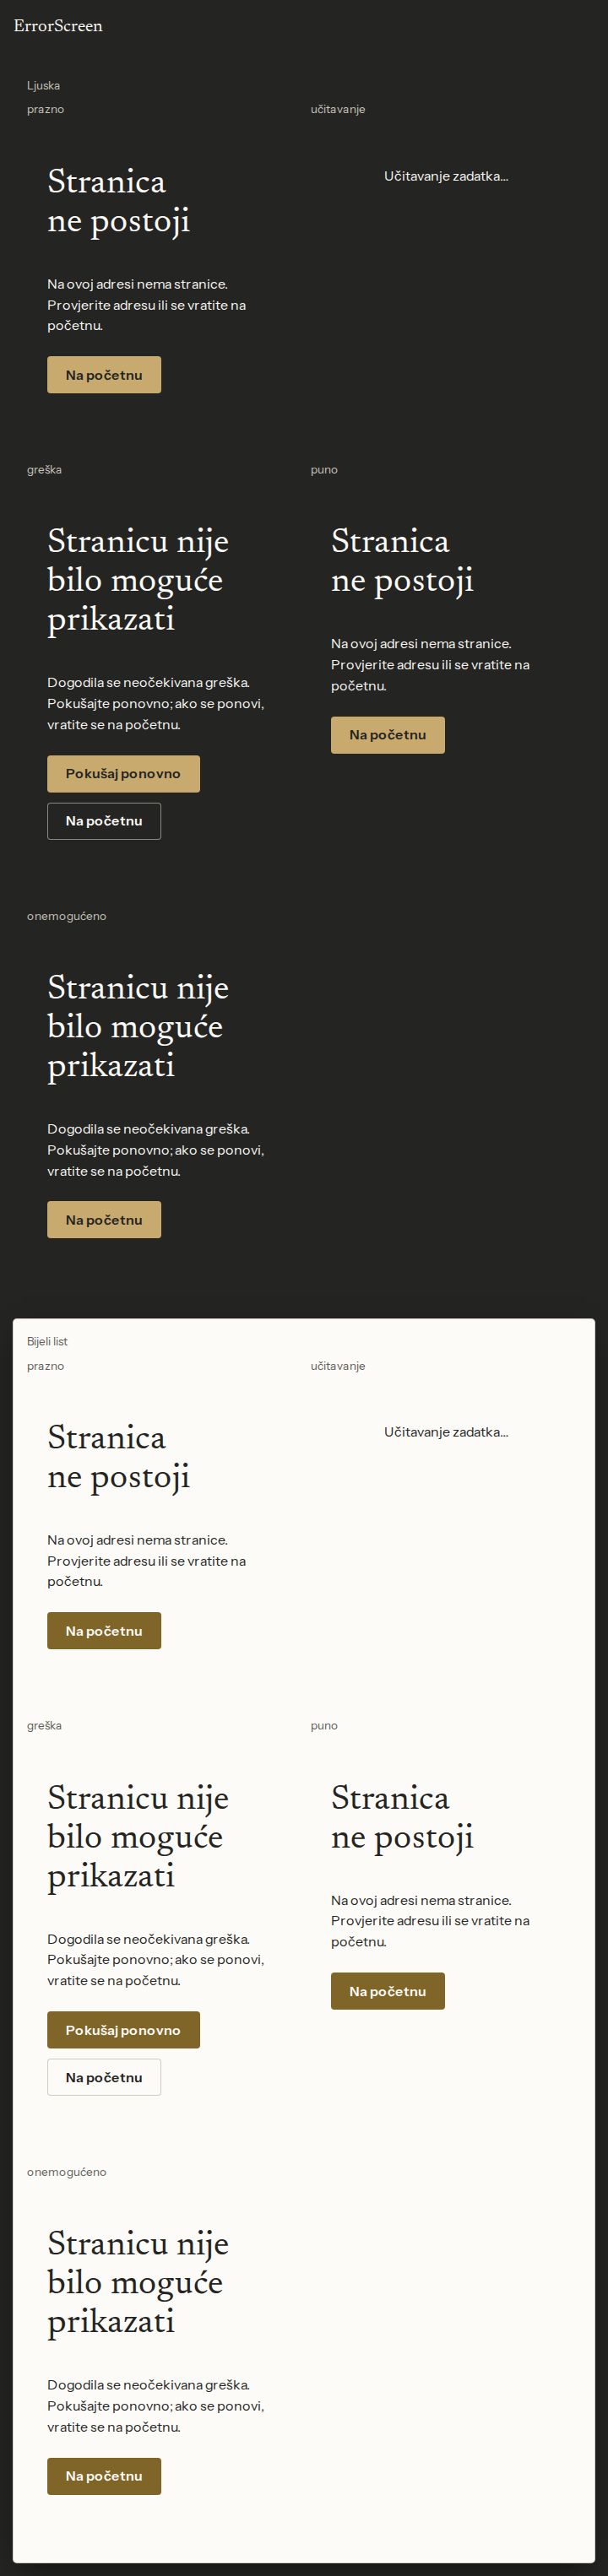 ErrorScreen
Ljuska
prazno
Stranica
ne postoji
Na ovoj adresi nema stranice.
Provjerite adresu ili se vratite na
početnu.
Na početnu
učitavanje
Učitavanje zadatka…
greška
Stranicu nije
bilo moguće
prikazati
Dogodila se neočekivana greška.
Pokušajte ponovno; ako se ponovi,
vratite se na početnu.
Pokušaj ponovno
Na početnu
puno
Stranica
ne postoji
Na ovoj adresi nema stranice.
Provjerite adresu ili se vratite na
početnu.
Na početnu
onemogućeno
Stranicu nije
bilo moguće
prikazati
Dogodila se neočekivana greška.
Pokušajte ponovno; ako se ponovi,
vratite se na početnu.
Na početnu
Bijeli list
prazno
Stranica
ne postoji
Na ovoj adresi nema stranice.
Provjerite adresu ili se vratite na
početnu.
Na početnu
učitavanje
Učitavanje zadatka…
greška
Stranicu nije
bilo moguće
prikazati
Dogodila se neočekivana greška.
Pokušajte ponovno; ako se ponovi,
vratite se na početnu.
Pokušaj ponovno
Na početnu
puno
Stranica
ne postoji
Na ovoj adresi nema stranice.
Provjerite adresu ili se vratite na
početnu.
Na početnu
onemogućeno
Stranicu nije
bilo moguće
prikazati
Dogodila se neočekivana greška.
Pokušajte ponovno; ako se ponovi,
vratite se na početnu.
Na početnu